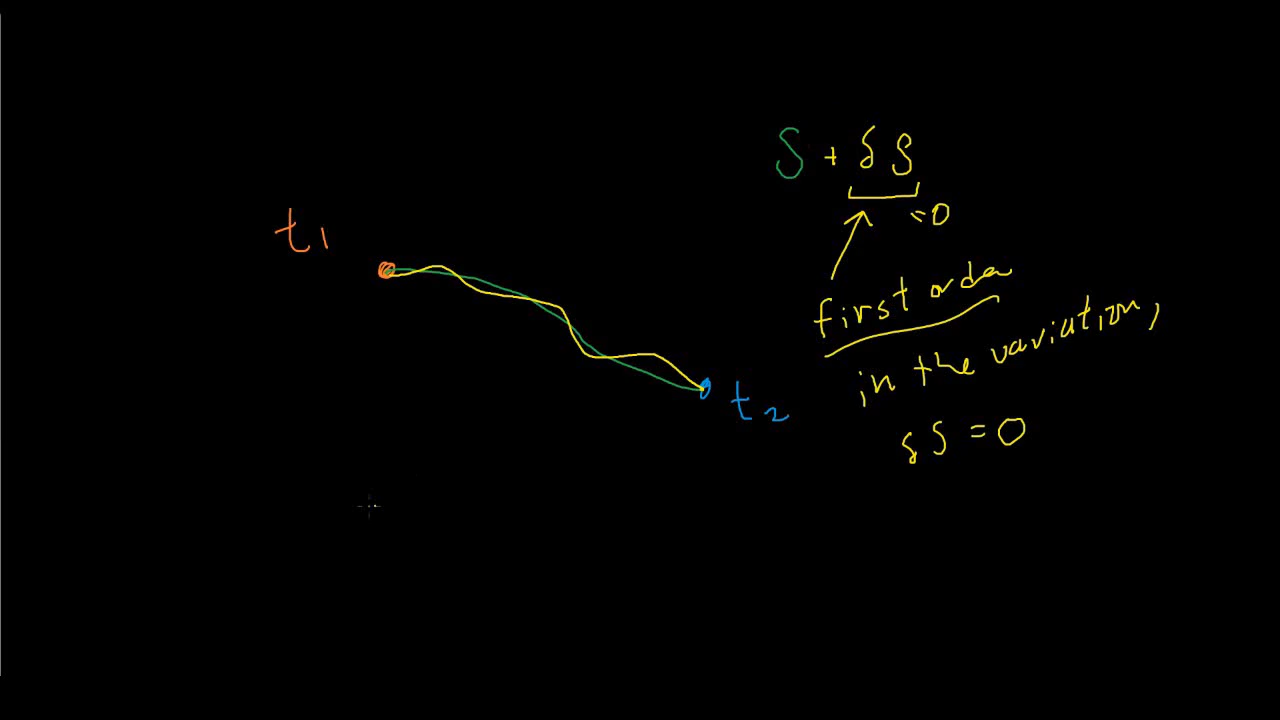 S + δS
= 0
t1
first order
in the variation,
t2
δS = 0